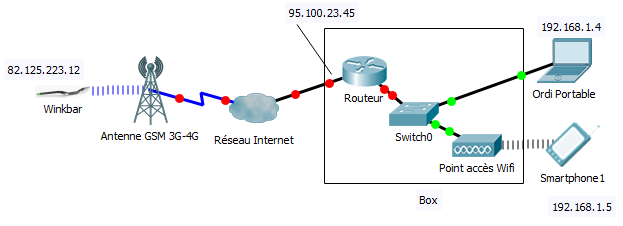 95.100.23.45
192.168.1.4
82.125.223.12
Winkbar
Antenne GSM 3G-4G
Réseau Internet
Routeur
Switch0
Ordi Portable
Point accès Wifi
Smartphone1
Box
192.168.1.5